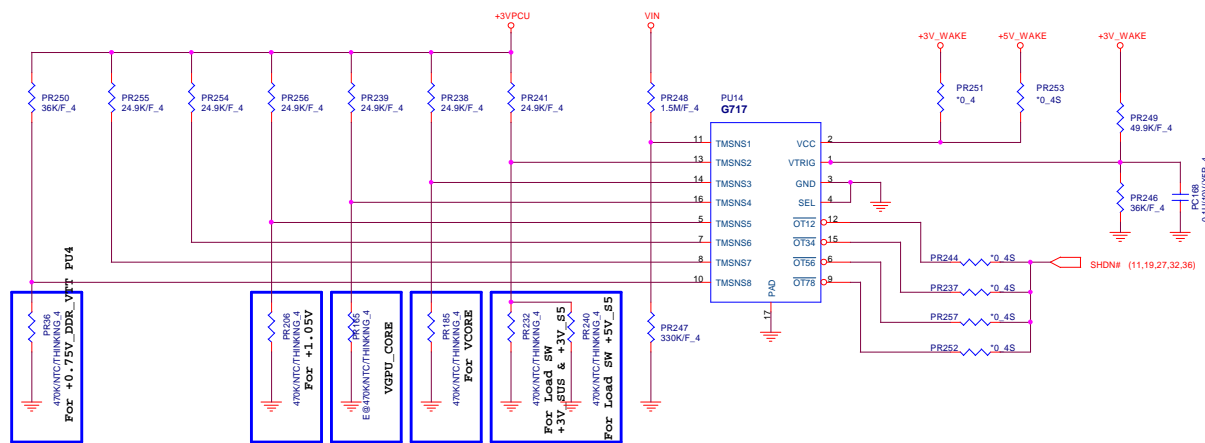 +3VPCU
VIN
+3V_WAKE
+5V_WAKE
+3V_WAKE
PR250
36K/F_4
PR255
24.9K/F_4
PR254
24.9K/F_4
PR256
24.9K/F_4
PR239
24.9K/F_4
PR238
24.9K/F_4
PR241
24.9K/F_4
PR248
1.5M/F_4
PU14
G717
PR251
*0_4
PR253
*0_4S
PR249
49.9K/F_4
11 TMSNS1
13 TMSNS2
14 TMSNS3
16 TMSNS4
5 TMSNS5
7 TMSNS6
8 TMSNS7
10 TMSNS8
VCC 2
VTRIG 1
GND 3
SEL 4
OT12 12
OT34 15
OT56 6
OT78 9
PAD
17
PR246
36K/F_4
PC168
PR244 *0_4S
PR237 *0_4S
PR257 *0_4S
PR252 *0_4S
SHDN# (11,19,27,32,36)
PR36
470K/NTC/THINKING_4
For +0.75V_DDR_VTT PU4
PR206
470K/NTC/THINKING_4
For +1.05V
PR165
E@470K/NTC/THINKING_4
VGPU_CORE
PR185
470K/NTC/THINKING_4
For VCORE
PR232
470K/NTC/THINKING_4
For Load SW
+3V_SUS & +3V_S5
PR240
470K/NTC/THINKING_4
For Load SW +5V_S5
PR247
330K/F_4